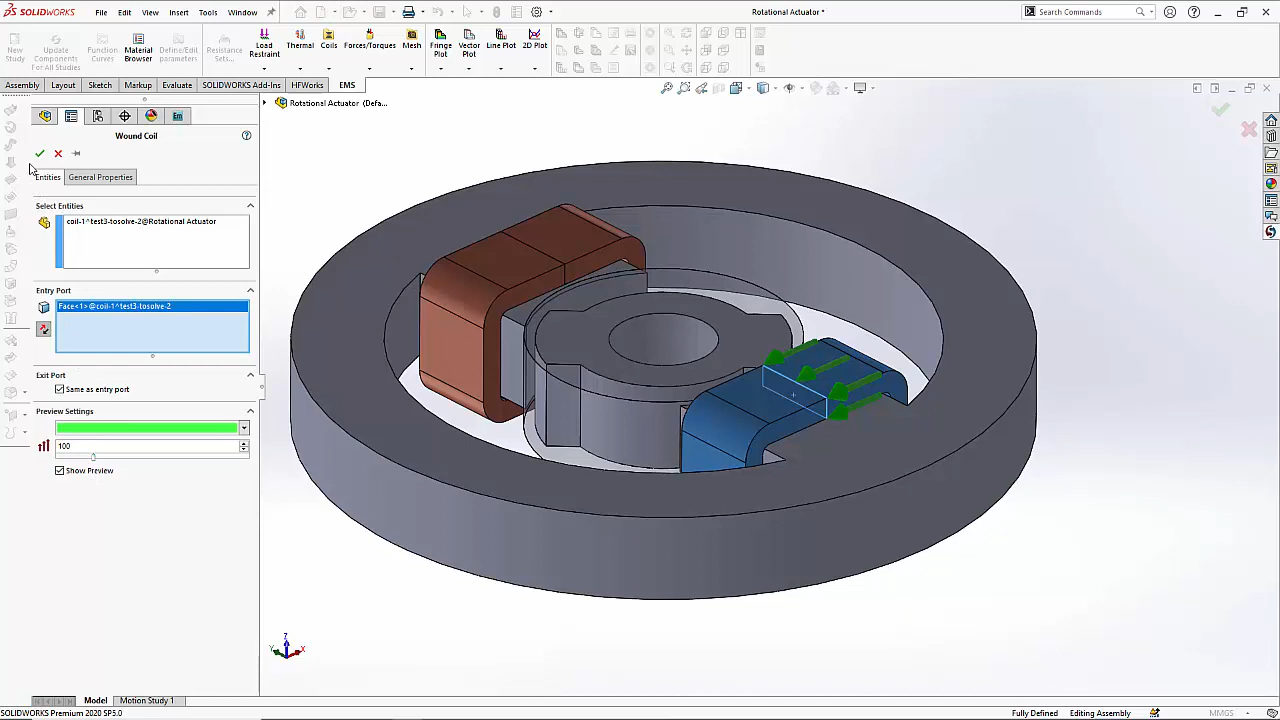 SOLIDWORKS File Edit View Insert Tools Window Rotational Actuator * Search Commands
New Study
Update Components For All Studies
Function Curves
Material Browser
Define/Edit parameters
Resistance Sets...
Load Restraint
Thermal
Coils
Forces/Torques
Mesh
Fringe Plot
Vector Plot
Line Plot
2D Plot
Assembly Layout Sketch Markup Evaluate SOLIDWORKS Add-Ins HFWorks EMS
Rotational Actuator (Defa...
Wound Coil
Entities General Properties
Select Entities
coil-1^test3-tosolve-2@Rotational Actuator
Entry Port
Face<1>@coil-1^test3-tosolve-2
Exit Port
Same as entry port
Preview Settings
100
Show Preview
Z
Y X
Model Motion Study 1
SOLIDWORKS Premium 2020 SP5.0 Fully Defined Editing Assembly MMGS